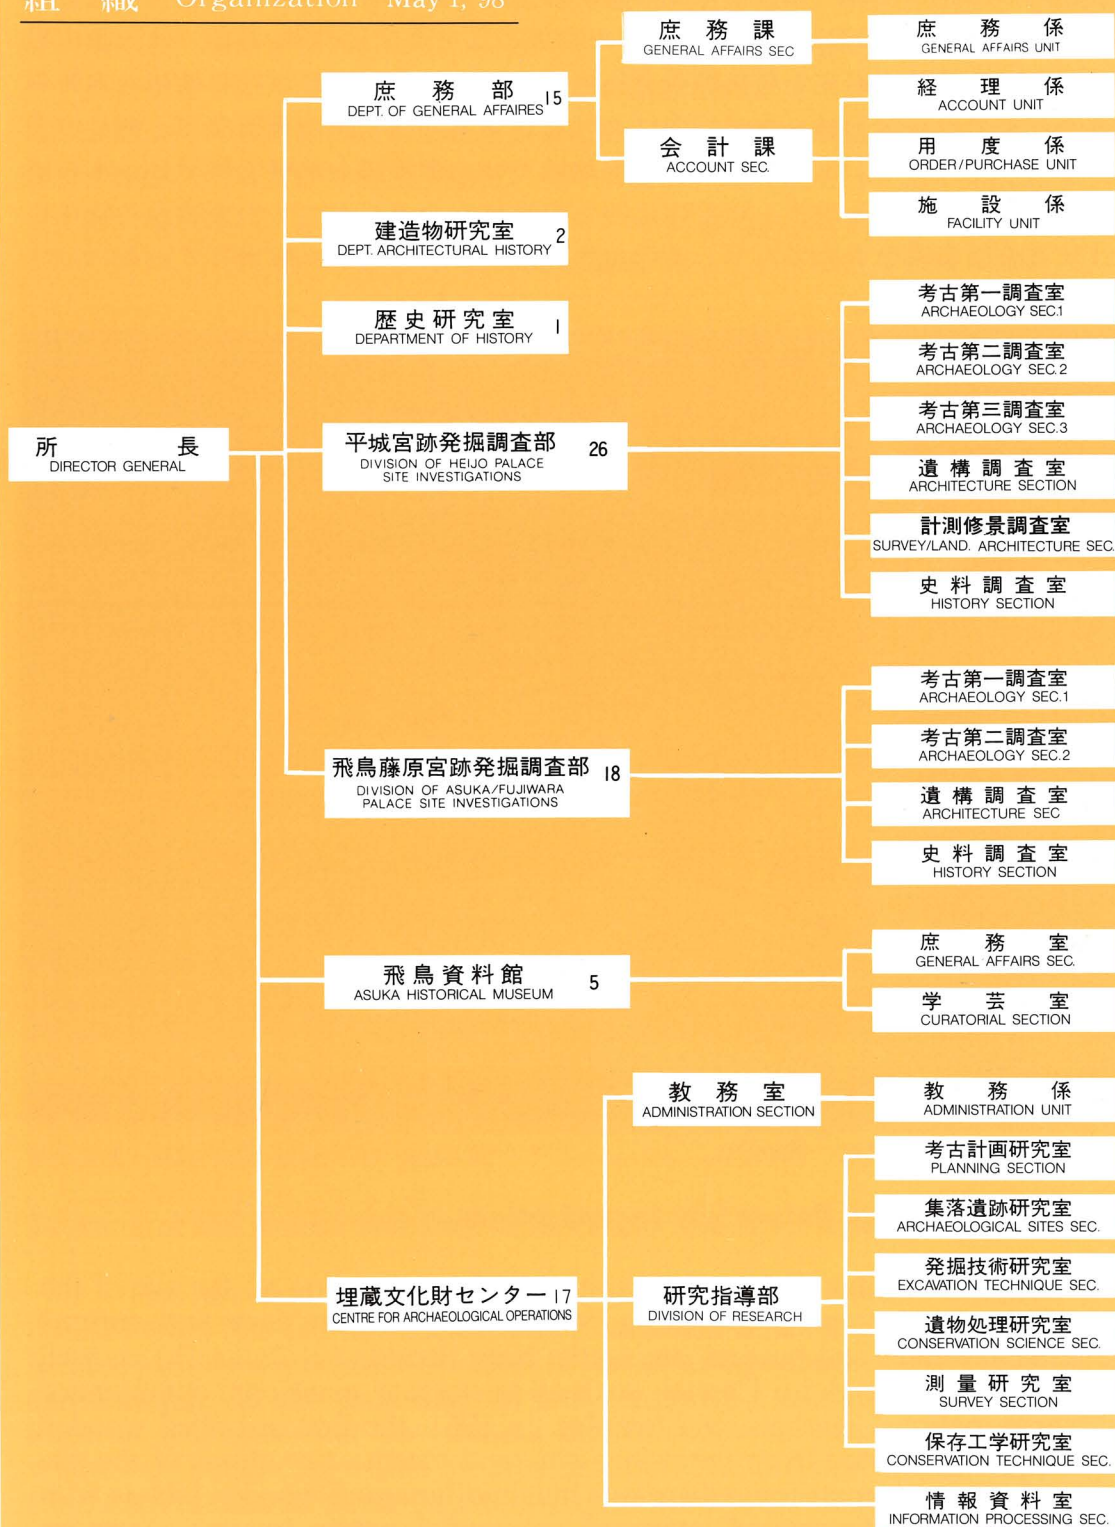 組 織 Organization May 1, '98
所 長
DIRECTOR GENERAL
庶 務 部 15
DEPT. OF GENERAL AFFAIRES
庶 務 課
GENERAL AFFAIRS SEC
庶 務 係
GENERAL AFFAIRS UNIT
会 計 課
ACCOUNT SEC.
経 理 係
ACCOUNT UNIT
用 度 係
ORDER/PURCHASE UNIT
施 設 係
FACILITY UNIT
建造物研究室 2
DEPT. ARCHITECTURAL HISTORY
歴史研究室 1
DEPARTMENT OF HISTORY
平城宮跡発掘調査部 26
DIVISION OF HEIJO PALACE
SITE INVESTIGATIONS
考古第一調査室
ARCHAEOLOGY SEC.1
考古第二調査室
ARCHAEOLOGY SEC.2
考古第三調査室
ARCHAEOLOGY SEC.3
遺構調査室
ARCHITECTURE SECTION
計測修景調査室
SURVEY/LAND. ARCHITECTURE SEC.
史料調査室
HISTORY SECTION
飛鳥藤原宮跡発掘調査部 18
DIVISION OF ASUKA/FUJIWARA
PALACE SITE INVESTIGATIONS
考古第一調査室
ARCHAEOLOGY SEC.1
考古第二調査室
ARCHAEOLOGY SEC.2
遺構調査室
ARCHITECTURE SEC
史料調査室
HISTORY SECTION
飛鳥資料館 5
ASUKA HISTORICAL MUSEUM
庶 務 室
GENERAL AFFAIRS SEC.
学 芸 室
CURATORIAL SECTION
埋蔵文化財センター 17
CENTRE FOR ARCHAEOLOGICAL OPERATIONS
教 務 室
ADMINISTRATION SECTION
教 務 係
ADMINISTRATION UNIT
研究指導部
DIVISION OF RESEARCH
考古計画研究室
PLANNING SECTION
集落遺跡研究室
ARCHAEOLOGICAL SITES SEC.
発掘技術研究室
EXCAVATION TECHNIQUE SEC.
遺物処理研究室
CONSERVATION SCIENCE SEC.
測量研究室
SURVEY SECTION
保存工学研究室
CONSERVATION TECHNIQUE SEC.
情報資料室
INFORMATION PROCESSING SEC.